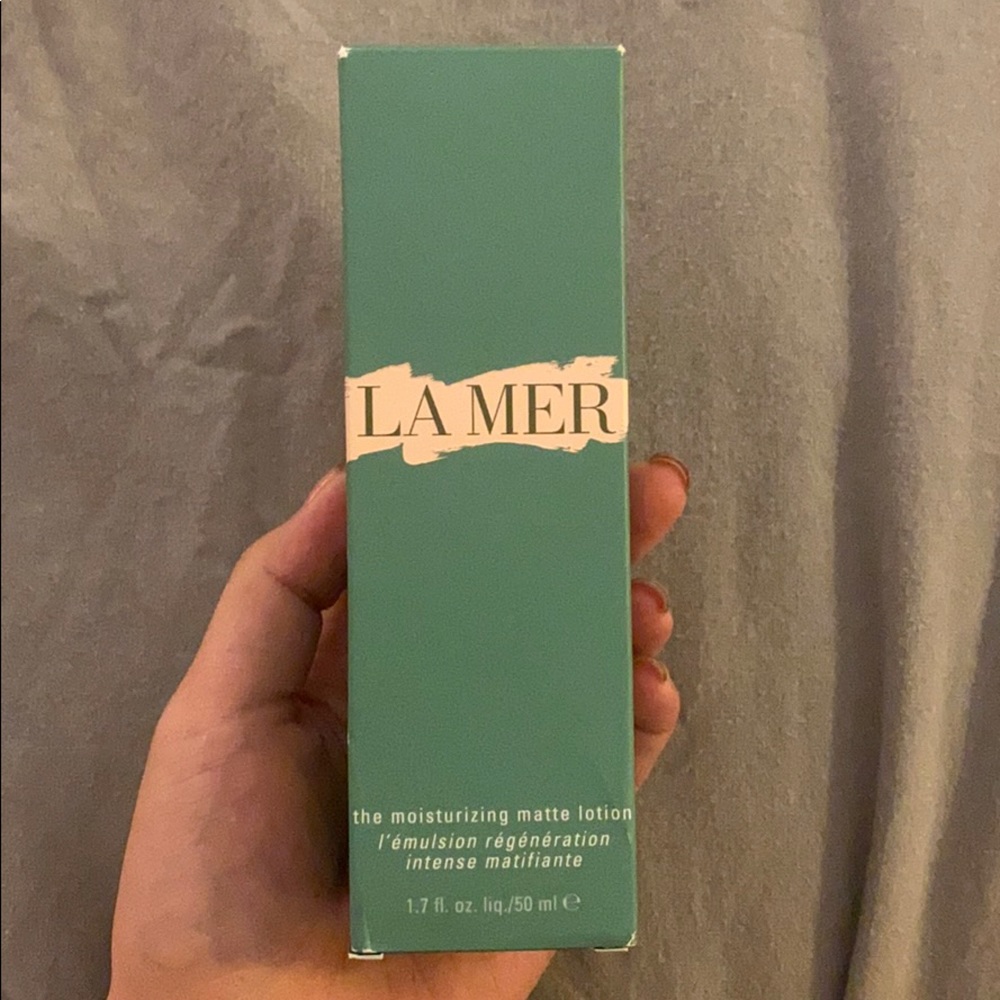 LA MER
the moisturizing matte lotion
l'émulsion régénération
intense matifiante
1.7 fl. oz. liq./50 ml ℮